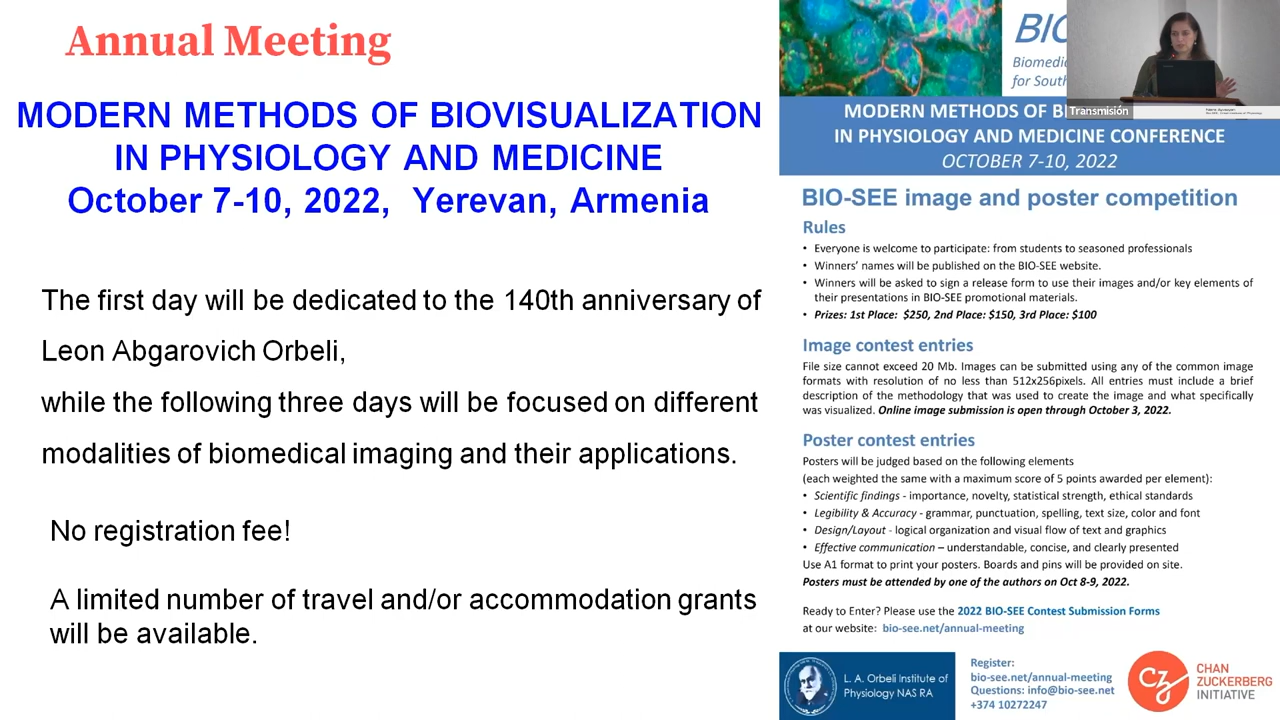 Annual Meeting
MODERN METHODS OF BIOVISUALIZATION
IN PHYSIOLOGY AND MEDICINE
October 7-10, 2022, Yerevan, Armenia
The first day will be dedicated to the 140th anniversary of
Leon Abgarovich Orbeli,
while the following three days will be focused on different
modalities of biomedical imaging and their applications.
No registration fee!
A limited number of travel and/or accommodation grants
will be available.
Transmisión
MODERN METHODS OF
IN PHYSIOLOGY AND MEDICINE CONFERENCE
OCTOBER 7-10, 2022
BIO-SEE image and poster competition
Rules
• Everyone is welcome to participate: from students to seasoned professionals
• Winners' names will be published on the BIO-SEE website.
• Winners will be asked to sign a release form to use their images and/or key elements of
their presentations in BIO-SEE promotional materials.
• Prizes: 1st Place: $250, 2nd Place: $150, 3rd Place: $100
Image contest entries
File size cannot exceed 20 Mb. Images can be submitted using any of the common image
formats with resolution of no less than 512x256pixels. All entries must include a brief
description of the methodology that was used to create the image and what specifically
was visualized. Online image submission is open through October 3, 2022.
Poster contest entries
Posters will be judged based on the following elements
(each weighted the same with a maximum score of 5 points awarded per element):
• Scientific findings - importance, novelty, statistical strength, ethical standards
• Legibility & Accuracy - grammar, punctuation, spelling, text size, color and font
• Design/Layout - logical organization and visual flow of text and graphics
• Effective communication – understandable, concise, and clearly presented
Use A1 format to print your posters. Boards and pins will be provided on site.
Posters must be attended by one of the authors on Oct 8-9, 2022.
Ready to Enter? Please use the 2022 BIO-SEE Contest Submission Forms
at our website: bio-see.net/annual-meeting
L. A. Orbeli Institute of
Physiology NAS RA
Register:
bio-see.net/annual-meeting
Questions: info@bio-see.net
+374 10272247
CZ
CHAN
ZUCKERBERG
INITIATIVE